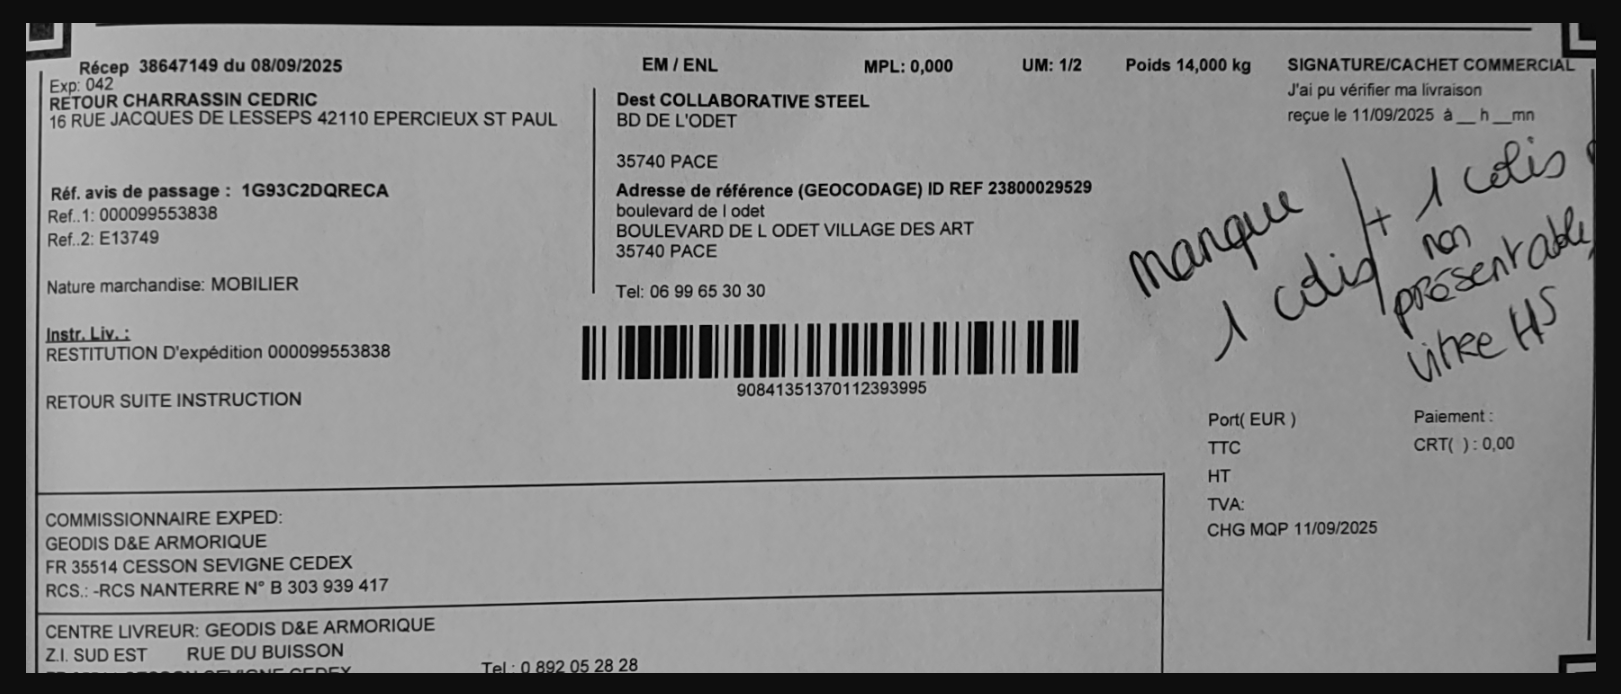 Récep 38647149 du 08/09/2025
EM / ENL
MPL: 0,000
UM: 1/2
Poids 14,000 kg
SIGNATURE/CACHET COMMERCIAL
Exp: 042
RETOUR CHARRASSIN CEDRIC
16 RUE JACQUES DE LESSEPS 42110 EPERCIEUX ST PAUL
Dest COLLABORATIVE STEEL
BD DE L'ODET
35740 PACE
J'ai pu vérifier ma livraison
reçue le 11/09/2025 à __ h __mn
Réf. avis de passage : 1G93C2DQRECA
Ref..1: 000099553838
Ref..2: E13749
Adresse de référence (GEOCODAGE) ID REF 23800029529
boulevard de l odet
BOULEVARD DE L ODET VILLAGE DES ART
35740 PACE
Tel: 06 99 65 30 30
manque
1 colis
+ 1 colis
non
présentable,
vitre HS
Nature marchandise: MOBILIER
Instr. Liv. :
RESTITUTION D'expédition 000099553838
RETOUR SUITE INSTRUCTION
90841351370112393995
Port( EUR )
TTC
HT
TVA:
CHG MQP 11/09/2025
Paiement :
CRT( ) : 0,00
COMMISSIONNAIRE EXPED:
GEODIS D&E ARMORIQUE
FR 35514 CESSON SEVIGNE CEDEX
RCS.: -RCS NANTERRE N° B 303 939 417
CENTRE LIVREUR: GEODIS D&E ARMORIQUE
Z.I. SUD EST RUE DU BUISSON
FR 35514 CESSON SEVIGNE CEDEX
Tel : 0 892 05 28 28